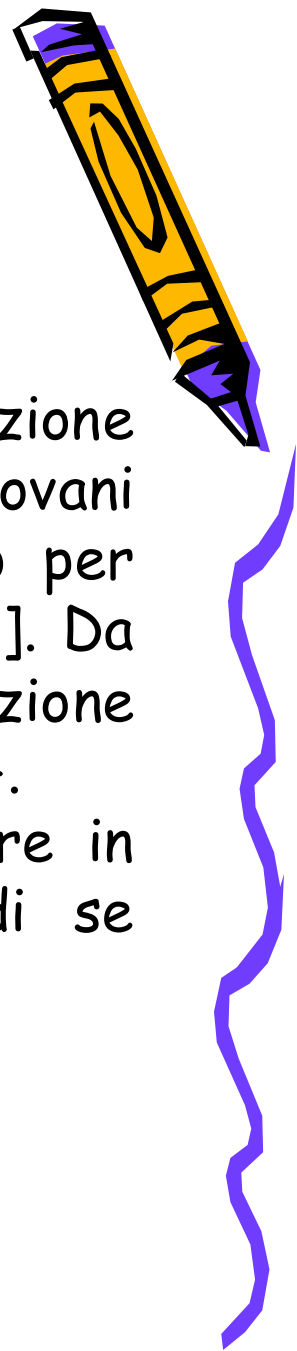 zione
ovani
per
]. Da
zione
.
re in
di se